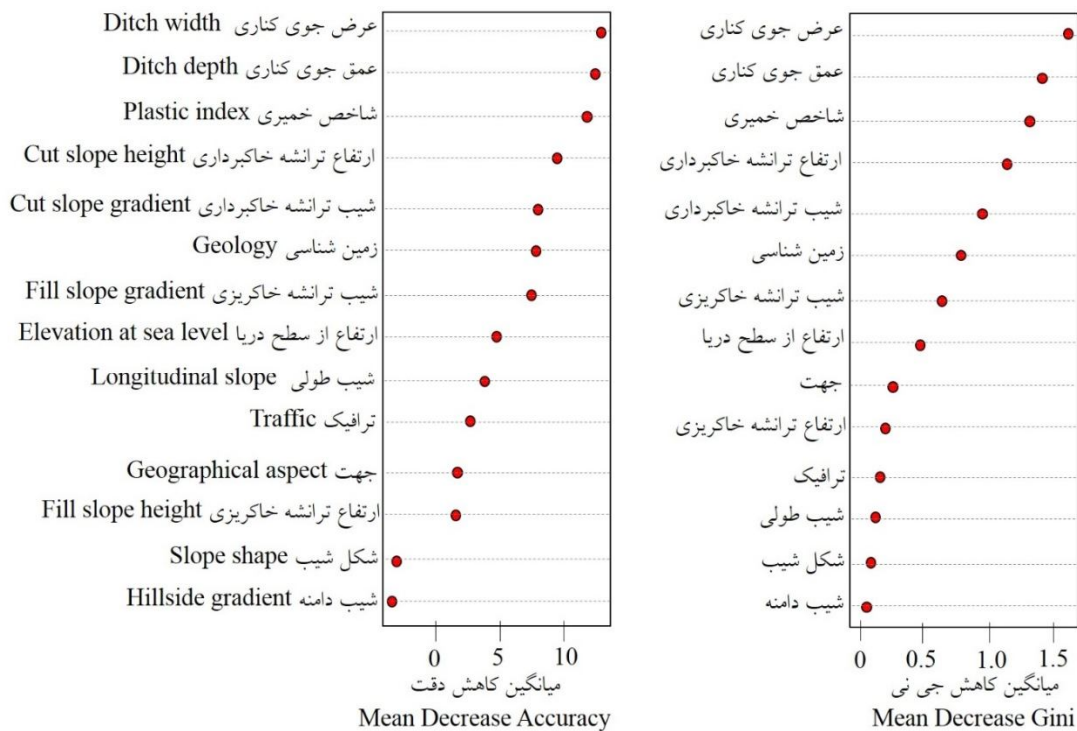 Ditch width عرض جوی کناری
Ditch depth عمق جوی کناری
Plastic index شاخص خمیری
Cut slope height ارتفاع ترانشه خاکبرداری
Cut slope gradient شیب ترانشه خاکبرداری
Geology زمین شناسی
Fill slope gradient شیب ترانشه خاکریزی
Elevation at sea level ارتفاع از سطح دریا
Longitudinal slope شیب طولی
Traffic ترافیک
Geographical aspect جهت
Fill slope height ارتفاع ترانشه خاکریزی
Slope shape شکل شیب
Hillside gradient شیب دامنه
0 5 10
میانگین کاهش دقت
Mean Decrease Accuracy
عرض جوی کناری
عمق جوی کناری
شاخص خمیری
ارتفاع ترانشه خاکبرداری
شیب ترانشه خاکبرداری
زمین شناسی
شیب ترانشه خاکریزی
ارتفاع از سطح دریا
جهت
ارتفاع ترانشه خاکریزی
ترافیک
شیب طولی
شکل شیب
شیب دامنه
0 0.5 1.0 1.5
میانگین کاهش جی نی
Mean Decrease Gini